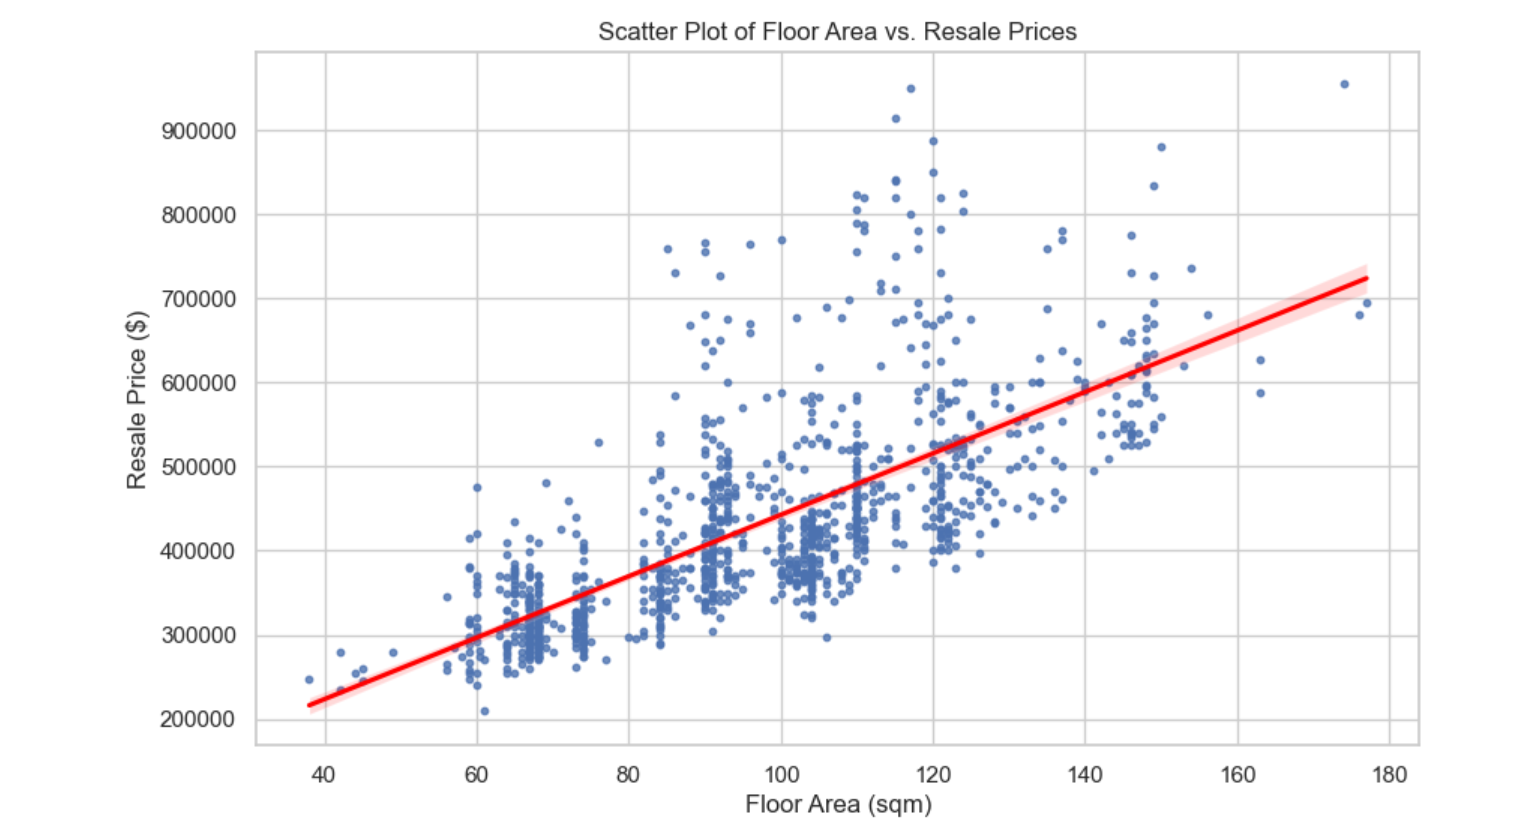 Scatter Plot of Floor Area vs. Resale Prices
Resale Price ($)
900000
800000
700000
600000
500000
400000
300000
200000
40 60 80 100 120 140 160 180
Floor Area (sqm)